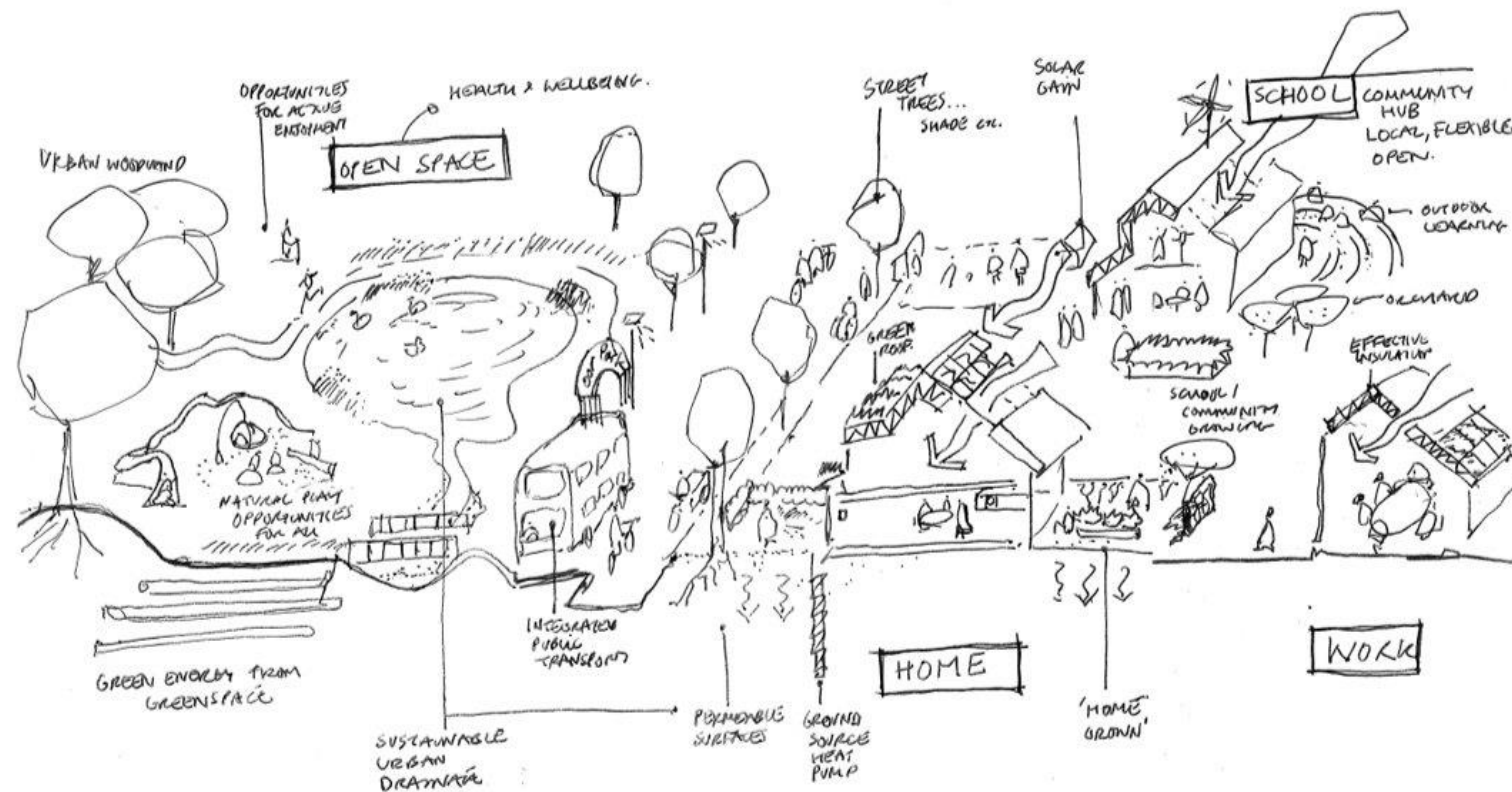 OPPORTUNITIES
FOR ACTIVE
ENJOYMENT
HEALTH & WELLBEING.
OPEN SPACE
URBAN WOODLAND
STREET
TREES...
SHADE ETC.
SOLAR
GAIN
SCHOOL
COMMUNITY
HUB
LOCAL, FLEXIBLE
OPEN.
OUTDOOR
LEARNING
ORCHARD
GREEN
ROOF.
EFFECTIVE
INSULATION
SCHOOL/
COMMUNITY
GROWING
NATURAL PLAY
OPPORTUNITIES
FOR ALL
GREEN ENERGY FROM
GREENSPACE
INTEGRATED
PUBLIC
TRANSPORT
SUSTAINABLE
URBAN
DRAINAGE
PERMEABLE
SURFACES
GROUND
SOURCE
HEAT
PUMP
HOME
'HOME
GROWN'
WORK